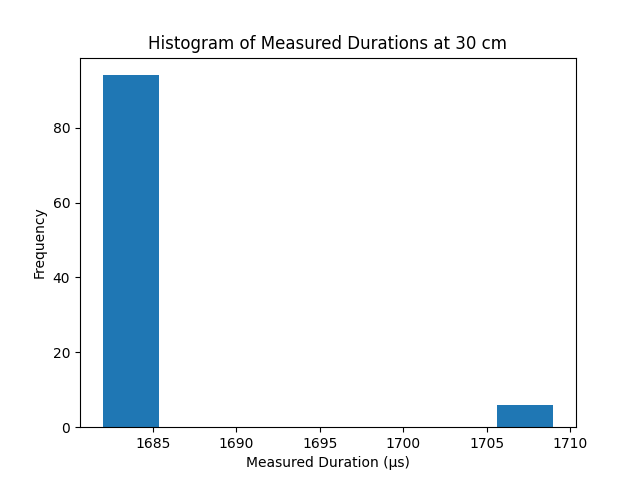 Histogram of Measured Durations at 30 cm
Frequency
80
60
40
20
0
1685 1690 1695 1700 1705 1710
Measured Duration (µs)